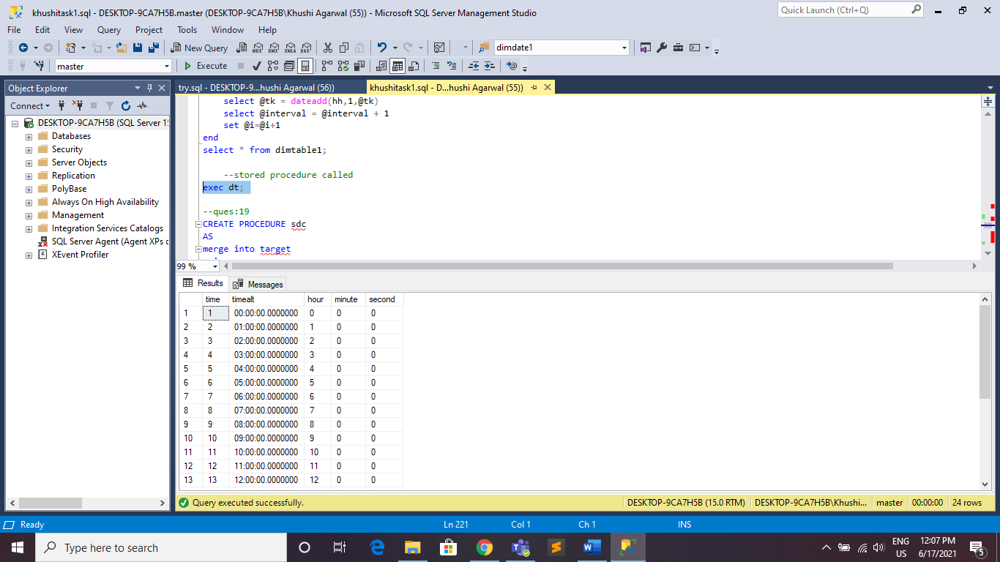 khushitask1.sql - DESKTOP-9CA7H5B.master (DESKTOP-9CA7H5B\Khushi Agarwal (55)) - Microsoft SQL Server Management Studio
Quick Launch (Ctrl+Q)
File Edit View Query Project Tools Window Help
New Query MDX DMX XMLA DAX dimdate1
master Execute
Object Explorer
try.sql - DESKTOP-9...hushi Agarwal (56))
khushitask1.sql - D...hushi Agarwal (55))
Connect
DESKTOP-9CA7H5B (SQL Server 15
Databases
Security
Server Objects
Replication
PolyBase
Always On High Availability
Management
Integration Services Catalogs
SQL Server Agent (Agent XPs d
XEvent Profiler
select @tk = dateadd(hh,1,@tk)
select @interval = @interval + 1
set @i=@i+1
end
select * from dimtable1;
--stored procedure called
exec dt;
--ques:19
CREATE PROCEDURE sdc
AS
merge into target
99 %
Results Messages
time timealt hour minute second
1 1 00:00:00.0000000 0 0 0
2 2 01:00:00.0000000 1 0 0
3 3 02:00:00.0000000 2 0 0
4 4 03:00:00.0000000 3 0 0
5 5 04:00:00.0000000 4 0 0
6 6 05:00:00.0000000 5 0 0
7 7 06:00:00.0000000 6 0 0
8 8 07:00:00.0000000 7 0 0
9 9 08:00:00.0000000 8 0 0
10 10 09:00:00.0000000 9 0 0
11 11 10:00:00.0000000 10 0 0
12 12 11:00:00.0000000 11 0 0
13 13 12:00:00.0000000 12 0 0
Query executed successfully. DESKTOP-9CA7H5B (15.0 RTM) DESKTOP-9CA7H5B\Khushi... master 00:00:00 24 rows
Ready Ln 221 Col 1 Ch 1 INS
Type here to search
ENG
US
12:07 PM
6/17/2021
5